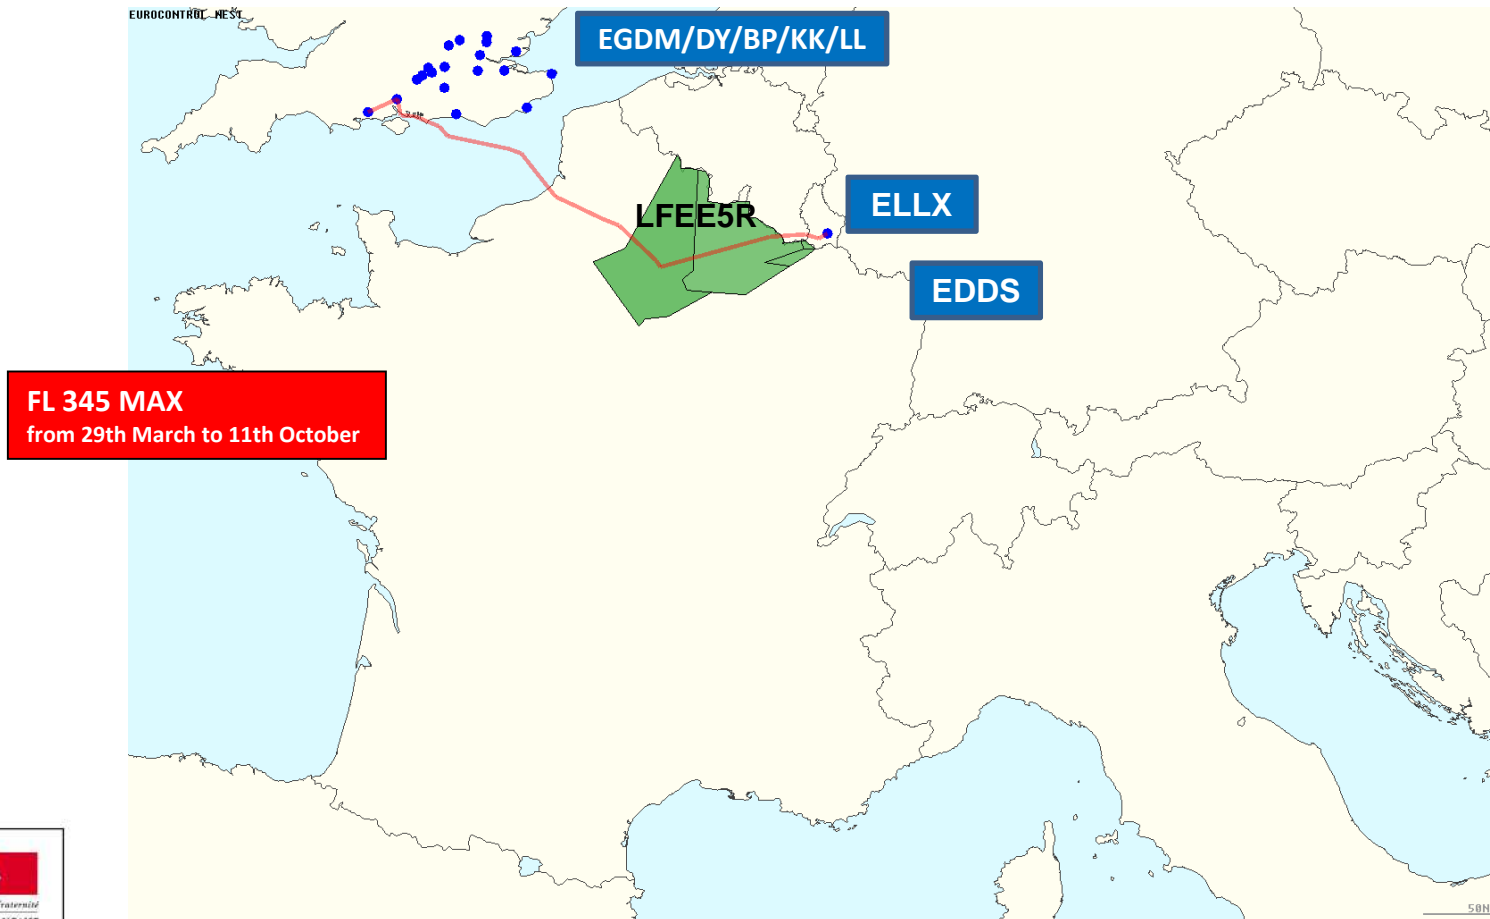 EUROCONTROL NEST
EGDM/DY/BP/KK/LL
LFEE5R
ELLX
EDDS
FL 345 MAX
from 29th March to 11th October
50N